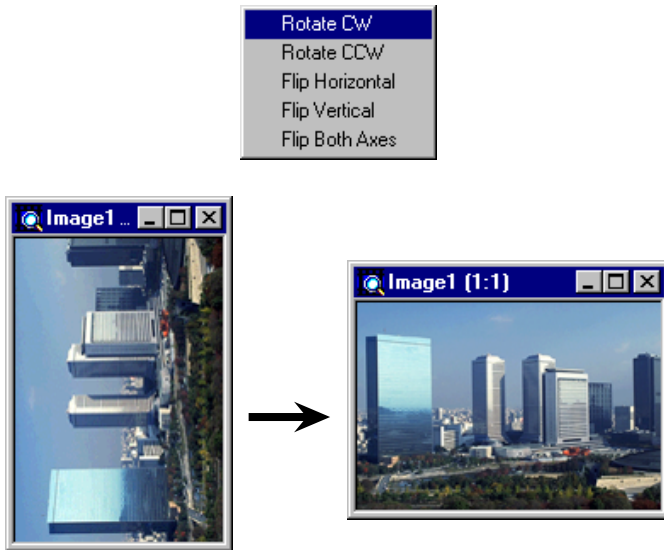 Rotate CW
Rotate CCW
Flip Horizontal
Flip Vertical
Flip Both Axes
Image1 ...
Image1 (1:1)